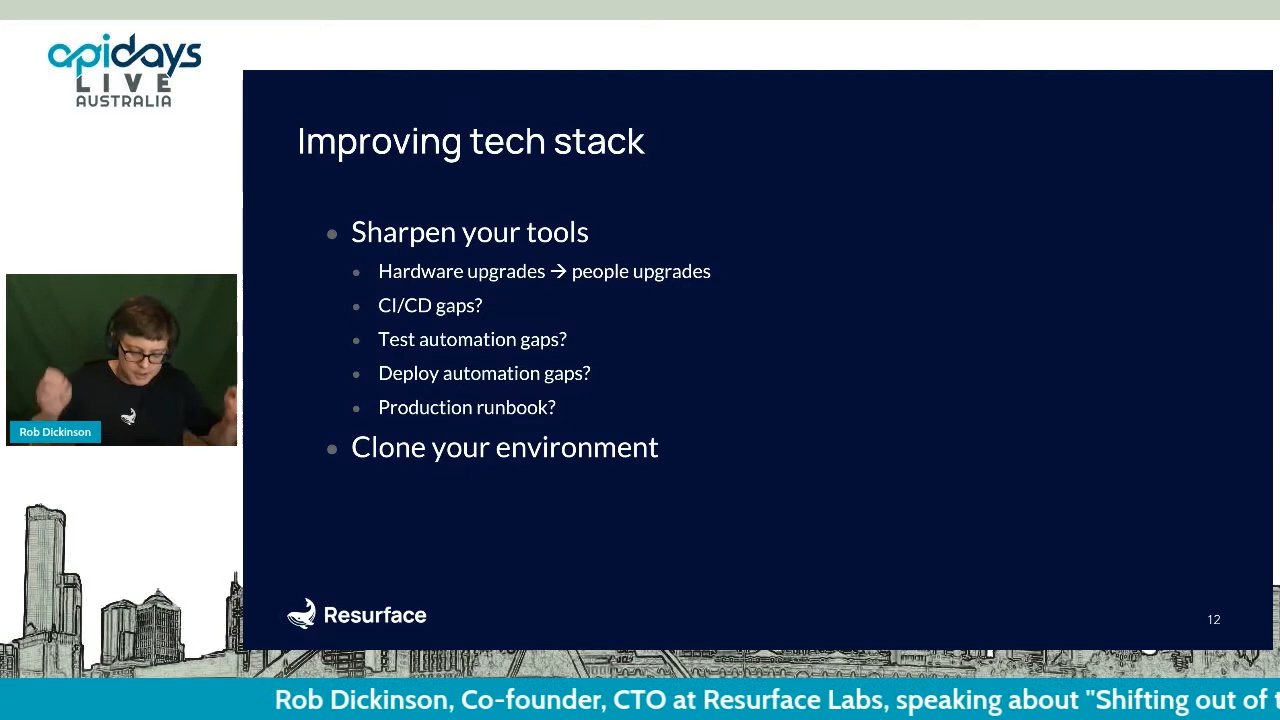 apidays
LIVE
AUSTRALIA
Improving tech stack
Sharpen your tools
Hardware upgrades → people upgrades
CI/CD gaps?
Test automation gaps?
Deploy automation gaps?
Production runbook?
Clone your environment
Rob Dickinson
Resurface
12
Rob Dickinson, Co-founder, CTO at Resurface Labs, speaking about "Shifting out of